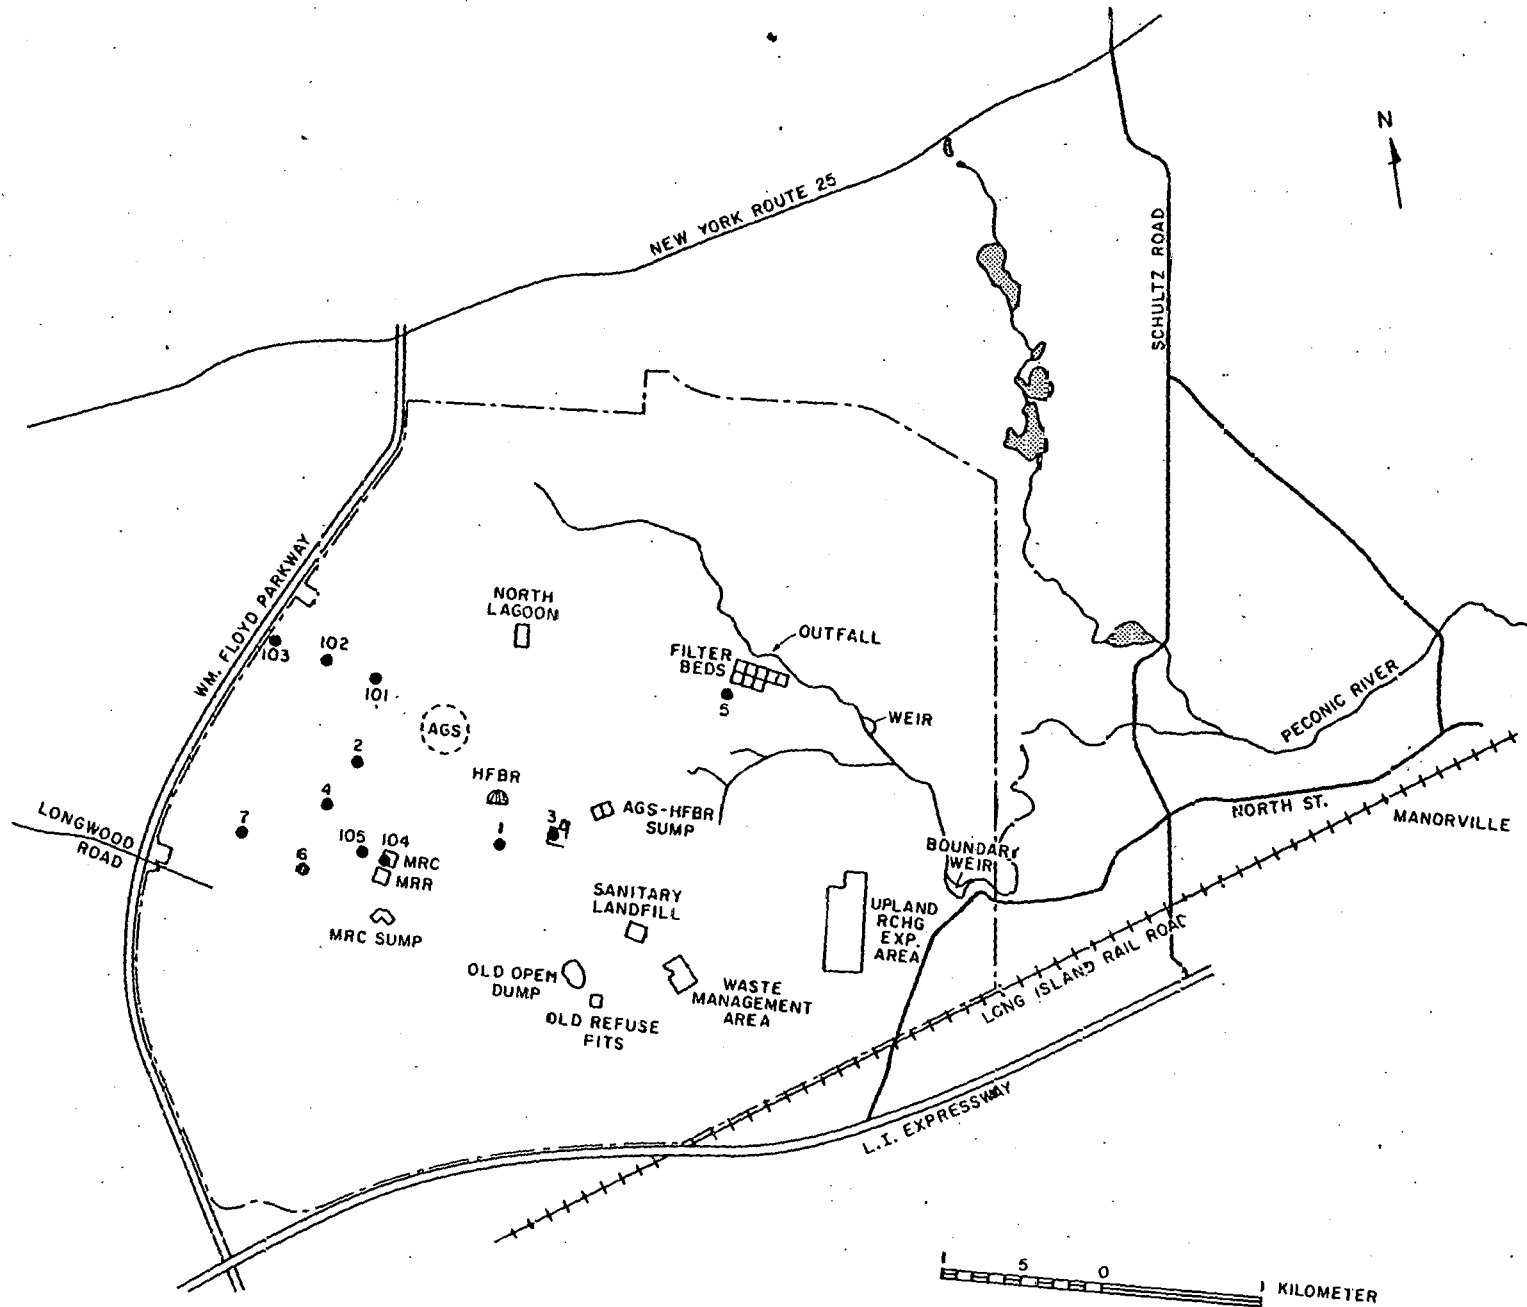 N
NEW YORK ROUTE 25
SCHULTZ ROAD
WM. FLOYD PARKWAY
NORTH
LAGOON
OUTFALL
FILTER
BEDS
103
102
101
5
AGS
WEIR
PECONIC RIVER
2
HFBR
4
7
LONGWOOD
ROAD
AGS-HFBR
SUMP
3
1
NORTH ST.
MANORVILLE
105
104
6
MRC
MRR
BOUNDARY
WEIR
SANITARY
LANDFILL
UPLAND
RCHG
EXP.
AREA
MRC SUMP
OLD OPEN
DUMP
WASTE
MANAGEMENT
AREA
OLD REFUSE
PITS
LONG ISLAND RAIL ROAD
L.I. EXPRESSWAY
1 5 0 1 KILOMETER